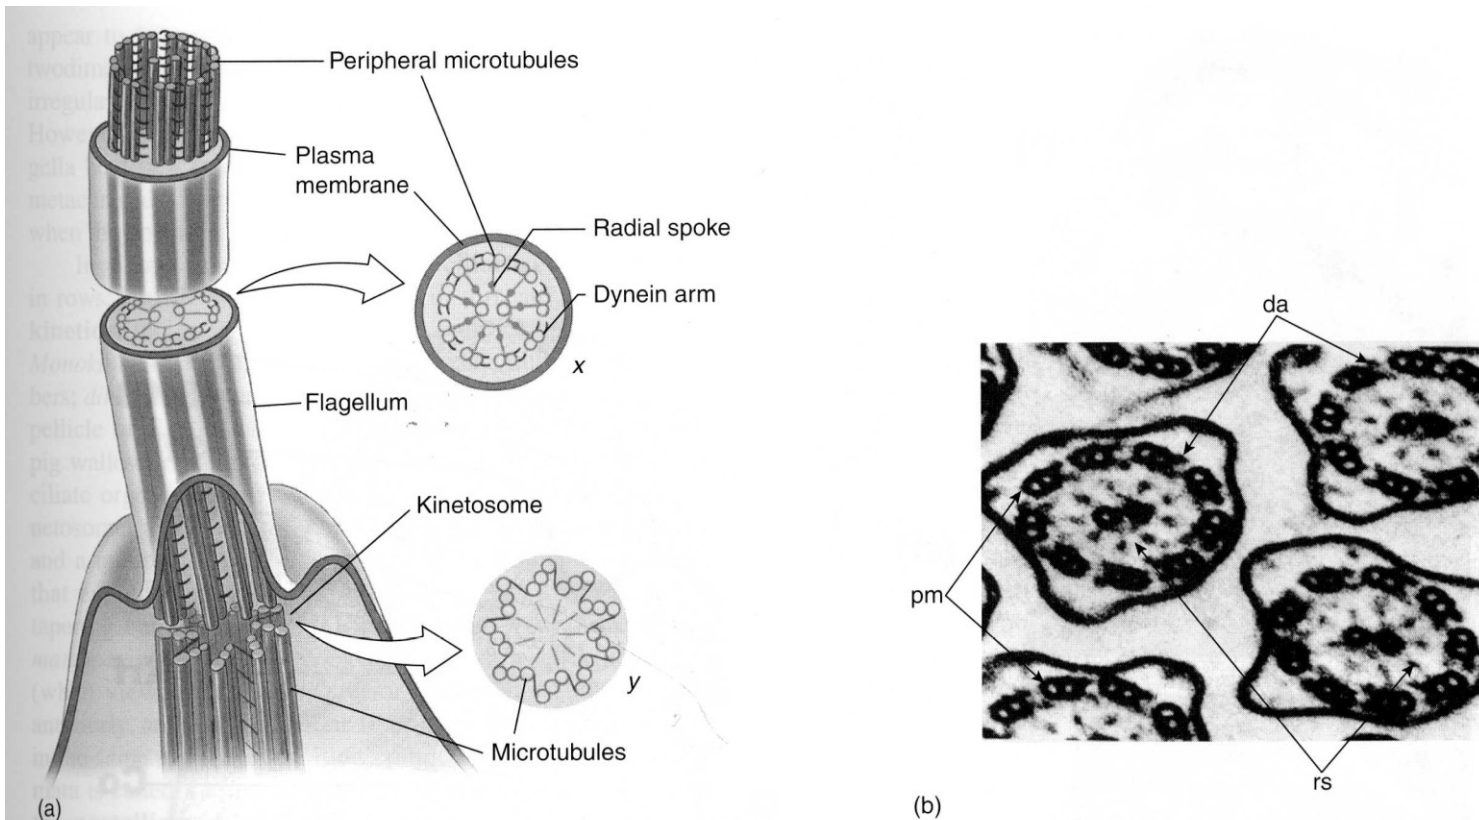 Peripheral microtubules
Plasma
membrane
Radial spoke
Dynein arm
x
Flagellum
Kinetosome
y
Microtubules
(a)
da
pm
rs
(b)